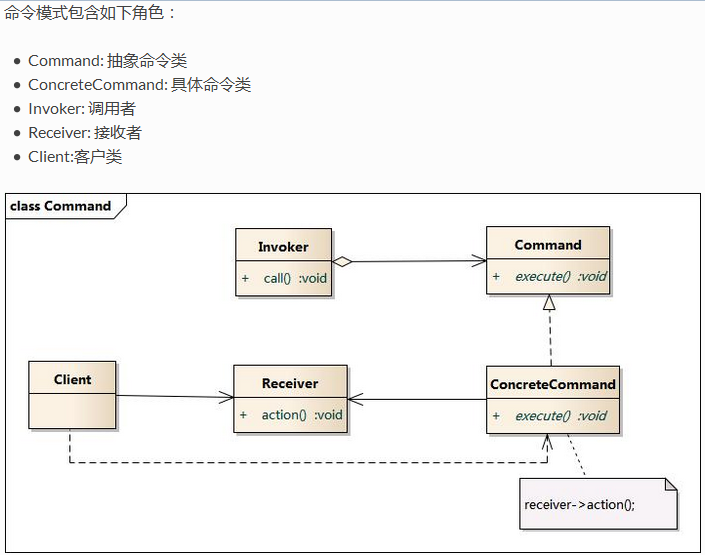 命令模式包含如下角色：
Command: 抽象命令类
ConcreteCommand: 具体命令类
Invoker: 调用者
Receiver: 接收者
Client:客户类
class Command
Invoker
+ call() :void
Command
+ execute() :void
Client
Receiver
+ action() :void
ConcreteCommand
+ execute() :void
receiver->action();